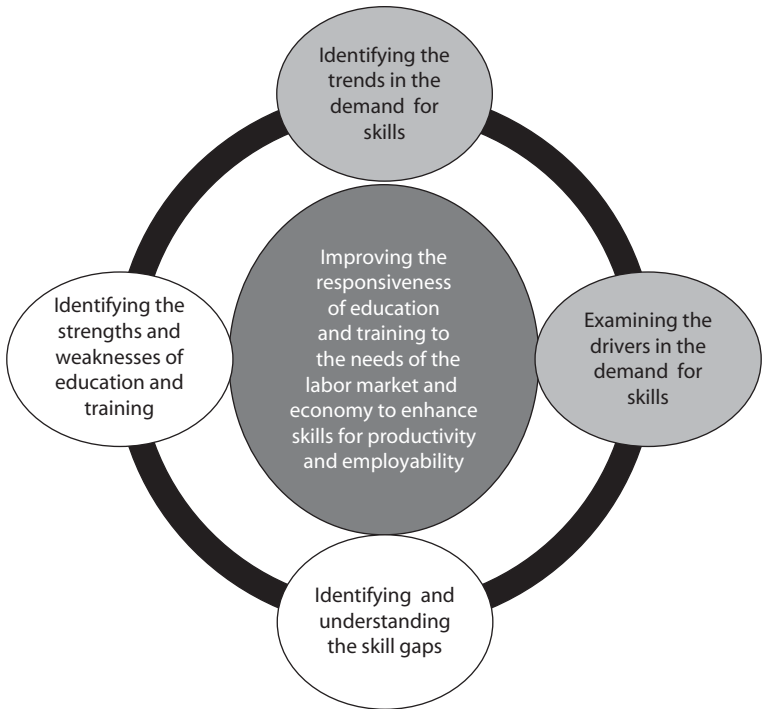 Identifying the
trends in the
demand for
skills
Improving the
responsiveness
of education
and training to
the needs of the
labor market and
economy to enhance
skills for productivity
and employability
Identifying the
strengths and
weaknesses of
education and
training
Examining the
drivers in the
demand for
skills
Identifying and
understanding
the skill gaps